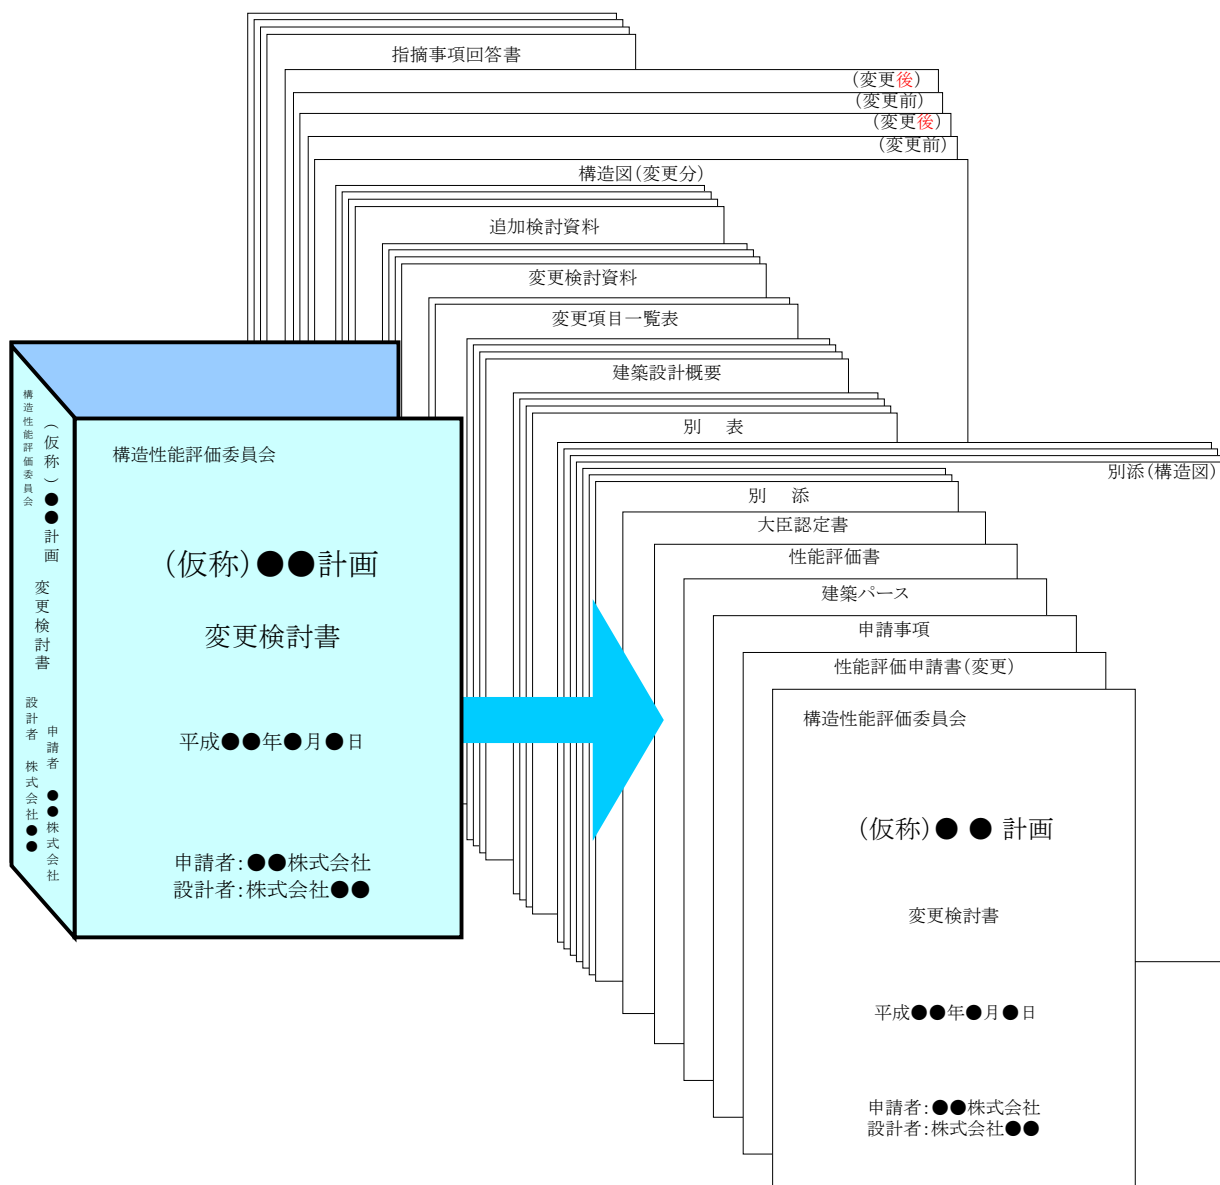 指摘事項回答書
(変更後)
(変更前)
(変更後)
(変更前)
構造図(変更分)
追加検討資料
変更検討資料
変更項目一覧表
建築設計概要
別 表
別添(構造図)
別 添
大臣認定書
性能評価書
建築パース
申請事項
性能評価申請書(変更)
構造性能評価委員会
(仮称)● ● 計画
変更検討書
平成●●年●月●日
申請者:●●株式会社
設計者:株式会社●●
構造性能評価委員会
(仮称)●●計画 変更検討書
申請者 ●●株式会社
設計者 株式会社●●
構造性能評価委員会
(仮称)●●計画
変更検討書
平成●●年●月●日
申請者:●●株式会社
設計者:株式会社●●